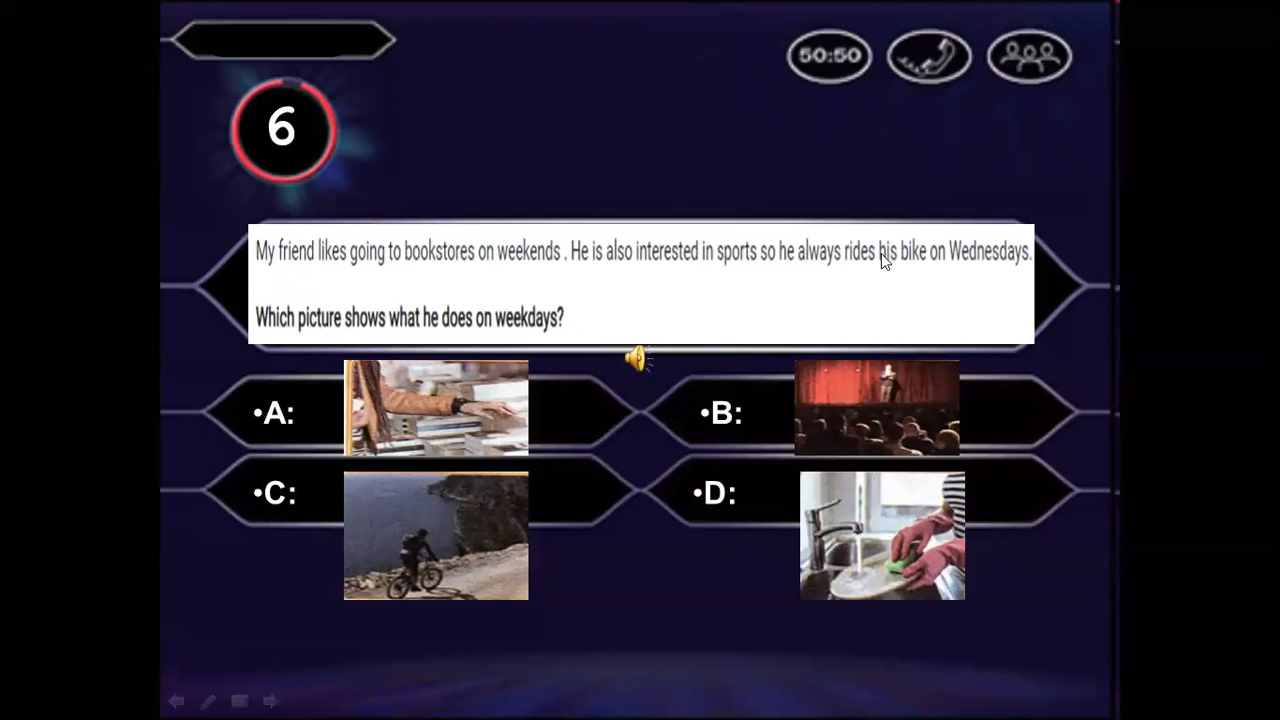 50:50
6
My friend likes going to bookstores on weekends . He is also interested in sports so he always rides his bike on Wednesdays.
Which picture shows what he does on weekdays?
•A:
•B:
•C:
•D: